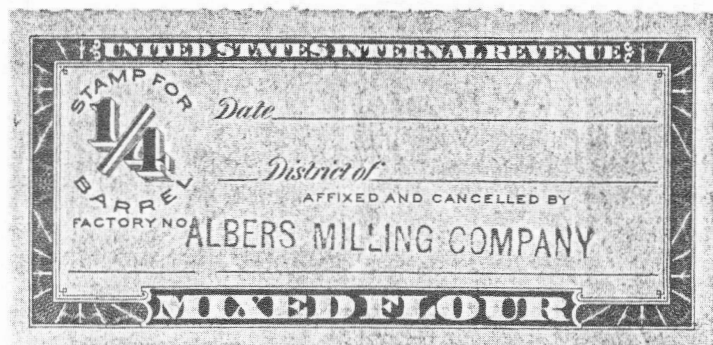 UNITED STATES INTERNAL REVENUE
STAMP FOR
1/4
BARREL
FACTORY NO.
Date
District of
AFFIXED AND CANCELLED BY
ALBERS MILLING COMPANY
MIXED FLOUR